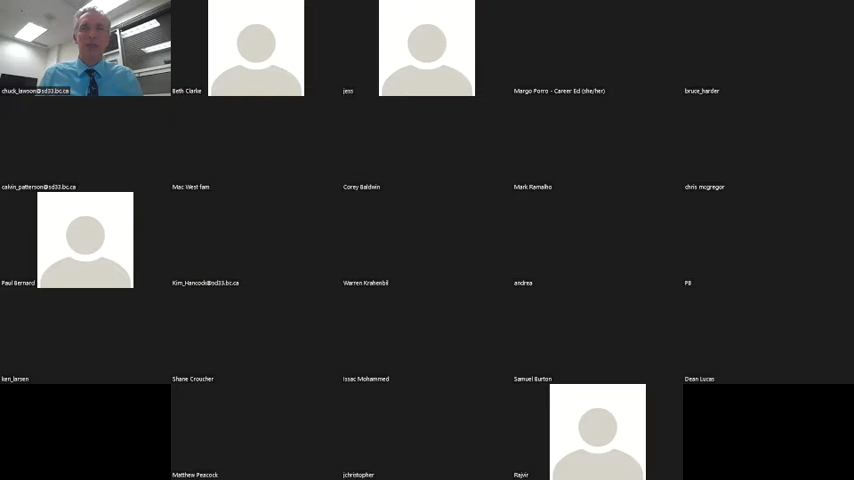 chuck_lawson@sd33.bc.ca
Beth Clarke
jess
Margo Porro - Career Ed (she/her)
bruce_harder
calvin_patterson@sd33.bc.ca
Mac West fam
Corey Baldwin
Mark Ramalho
chris mcgregor
Paul Bernard
Kim_Hancock@sd33.bc.ca
Warren Krahenbil
andrea
PB
ken_larsen
Shane Croucher
Issac Mohammed
Samuel Burton
Dean Lucas
Matthew Peacock
jchristopher
Rajvir